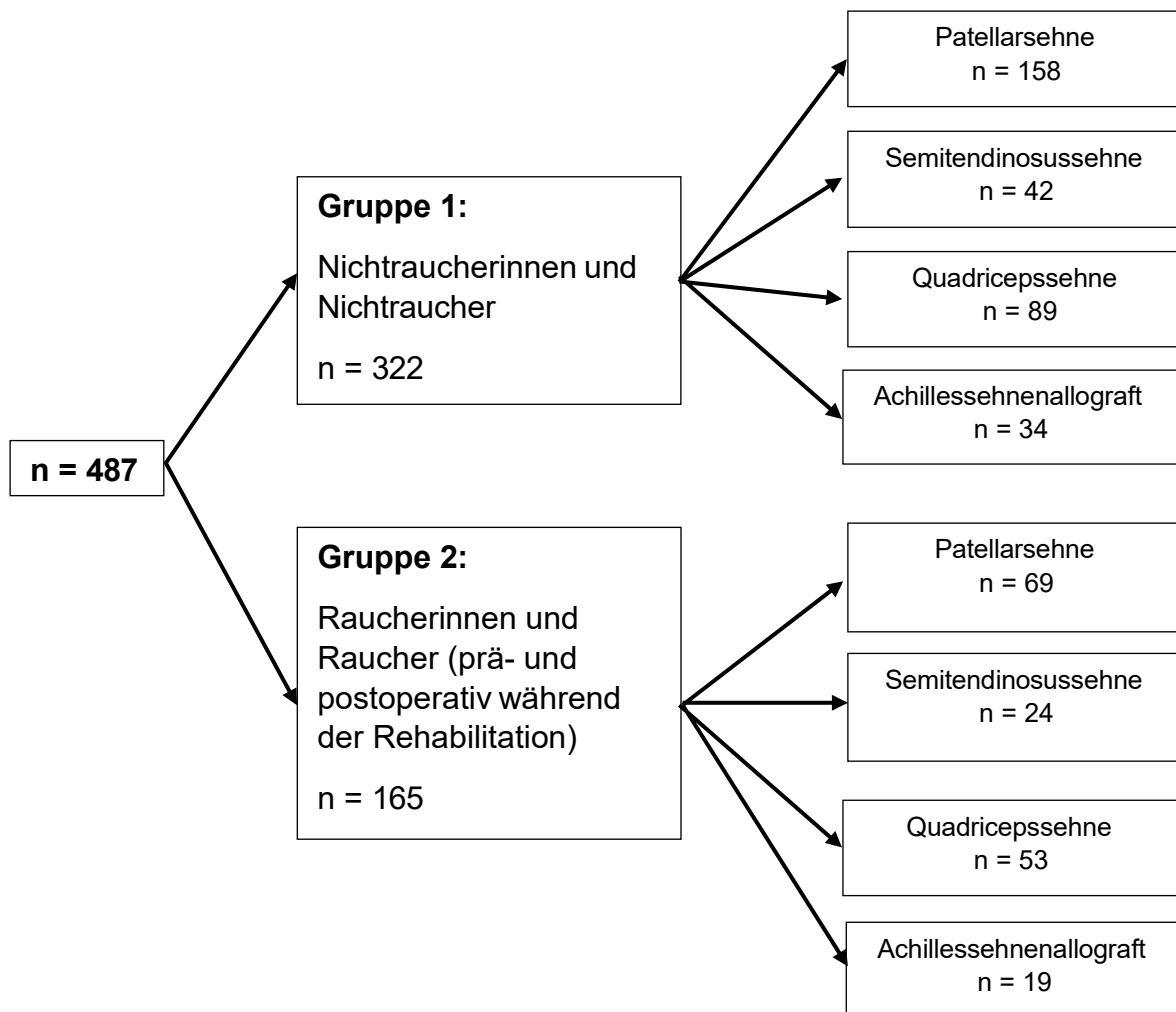 n = 487
Gruppe 1:
Nichtraucherinnen und
Nichtraucher
n = 322
Patellarsehne
n = 158
Semitendinosussehne
n = 42
Quadricepssehne
n = 89
Achillessehnenallograft
n = 34
Gruppe 2:
Raucherinnen und
Raucher (prä- und
postoperativ während
der Rehabilitation)
n = 165
Patellarsehne
n = 69
Semitendinosussehne
n = 24
Quadricepssehne
n = 53
Achillessehnenallograft
n = 19